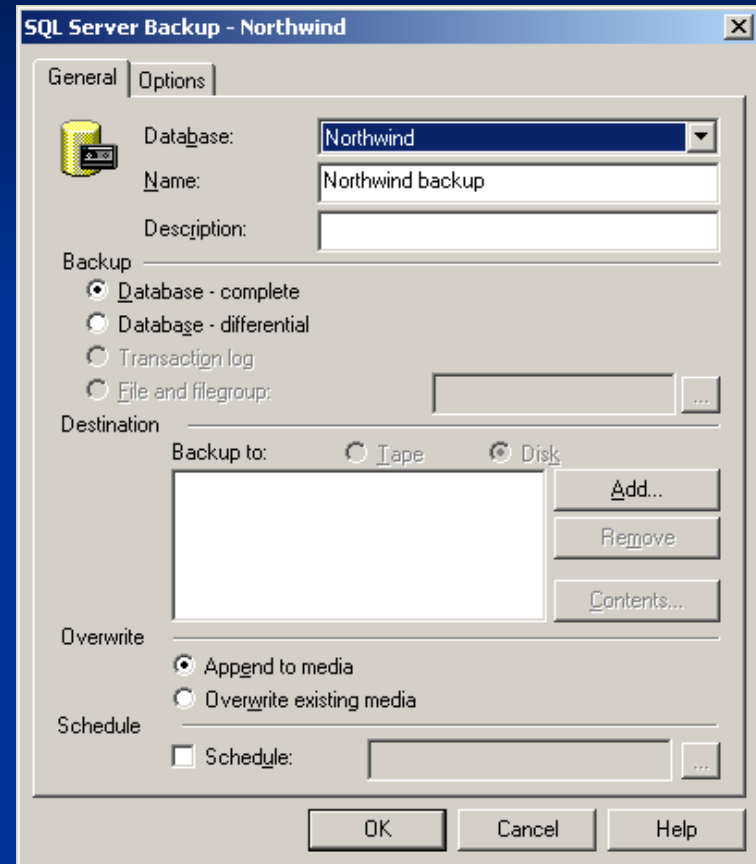 SQL Server Backup - Northwind
General
Options
Database:
Northwind
Name:
Northwind backup
Description:
Backup
Database - complete
Database - differential
Transaction log
File and filegroup:
...
Destination
Backup to:
Tape
Disk
Add...
Remove
Contents...
Overwrite
Append to media
Overwrite existing media
Schedule
Schedule:
...
OK
Cancel
Help